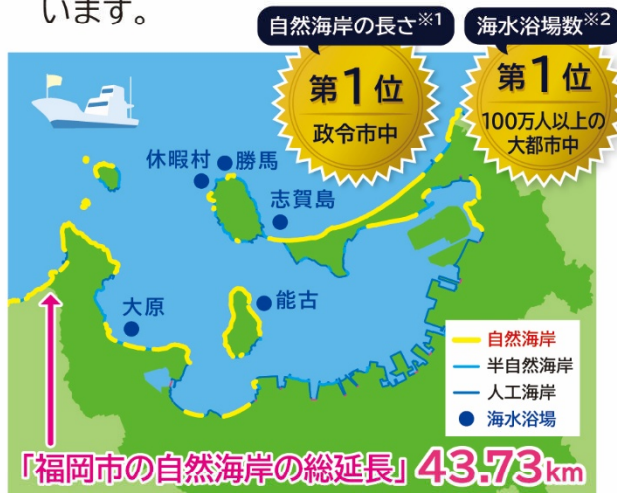 います。
自然海岸の長さ※1
第1位
政令市中
海水浴場数※2
第1位
100万人以上の
大都市中
休暇村
勝馬
志賀島
大原
能古
自然海岸
半自然海岸
人工海岸
海水浴場
「福岡市の自然海岸の総延長」43.73km